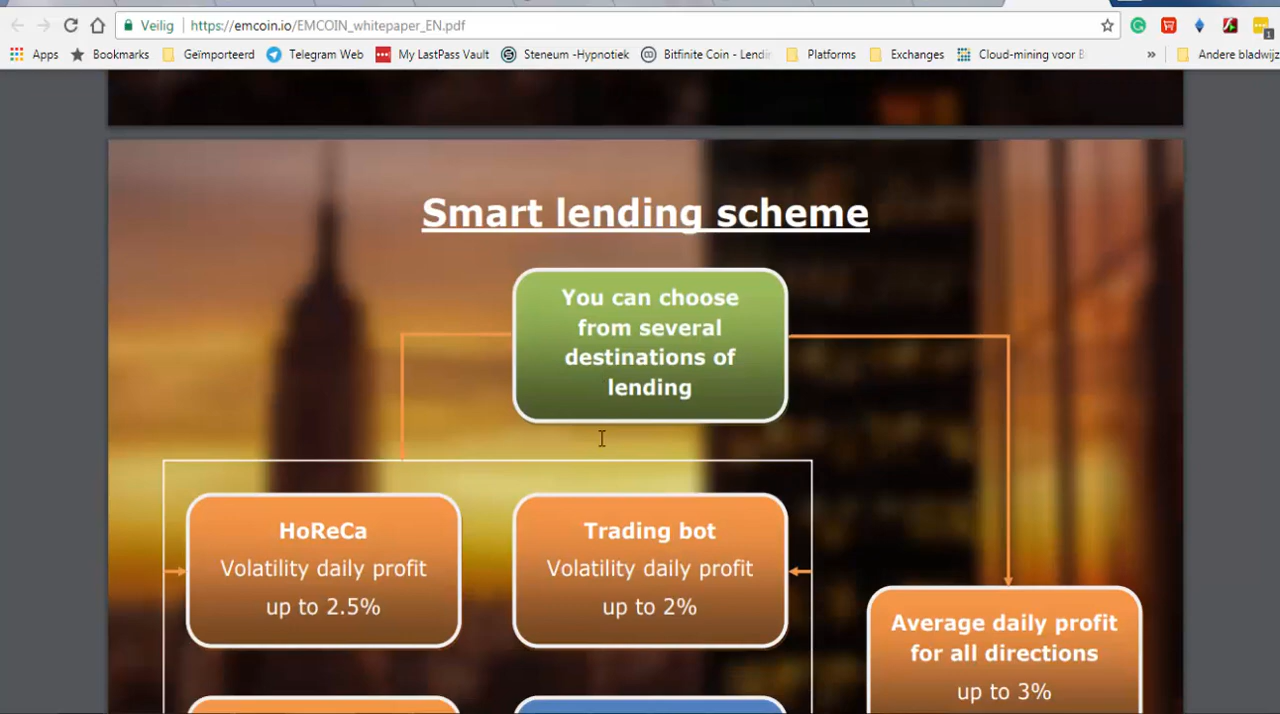 Veilig
https://emcoin.io/EMCOIN_whitepaper_EN.pdf
1
Apps
Bookmarks
Geïmporteerd
Telegram Web
My LastPass Vault
Steneum -Hypnotiek
Bitfinite Coin - Lendin
Platforms
Exchanges
Cloud-mining voor
»
Andere bladwijz
Smart lending scheme
You can choose
from several
destinations of
lending
HoReCa
Volatility daily profit
up to 2.5%
Trading bot
Volatility daily profit
up to 2%
Average daily profit
for all directions
up to 3%